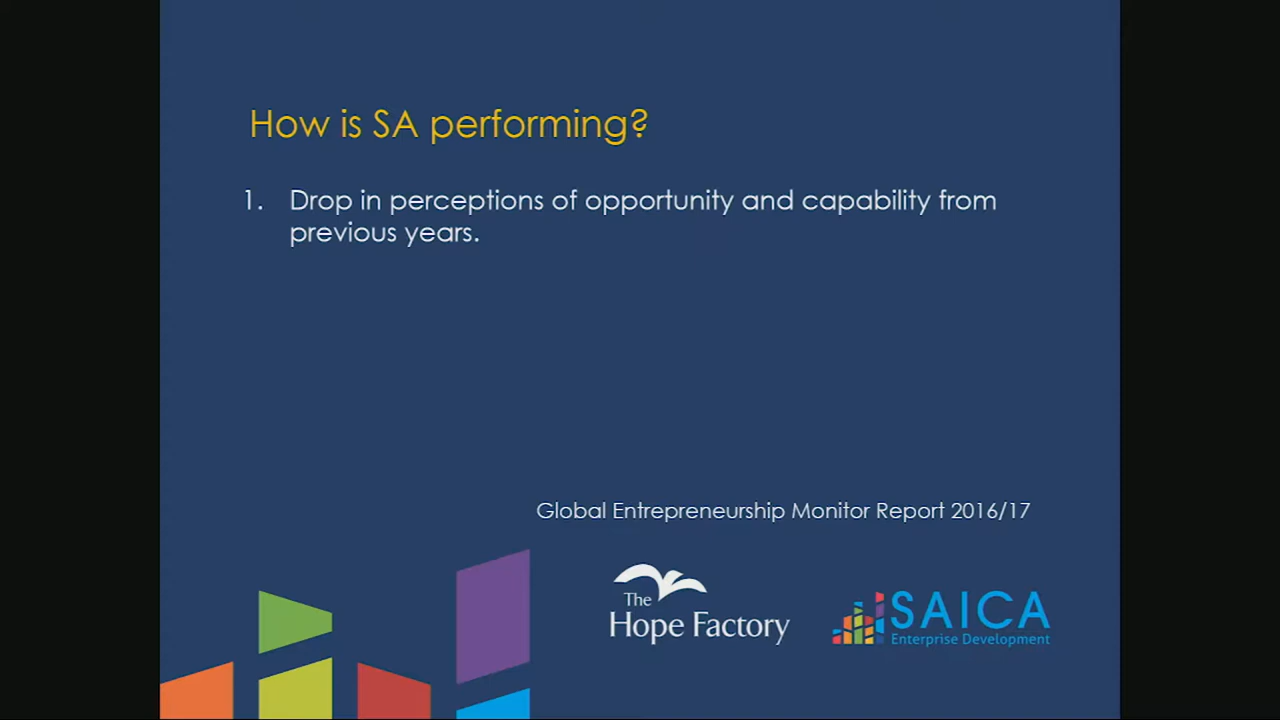 How is SA performing?
1. Drop in perceptions of opportunity and capability from
previous years.
Global Entrepreneurship Monitor Report 2016/17
The
Hope Factory
SAICA
Enterprise Development